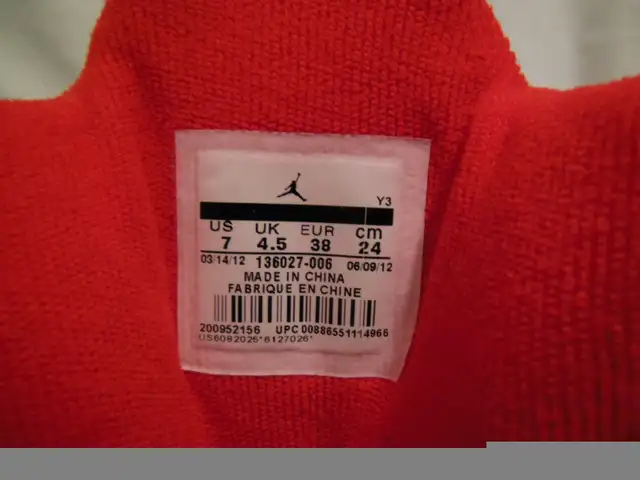 Y3
US UK EUR cm
7 4.5 38 24
03/14/12 136027-006 06/09/12
MADE IN CHINA
FABRIQUE EN CHINE
200952156 UPC 00886551114966
US6082025*6127026*